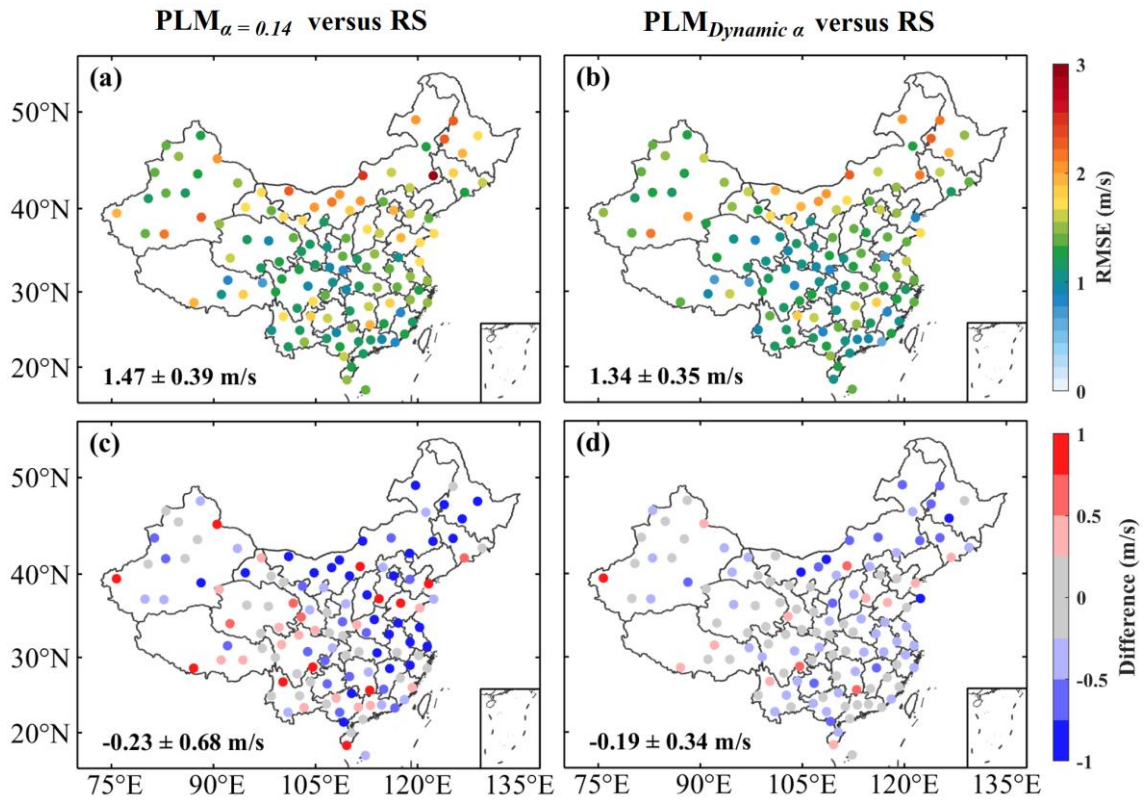 PLMα = 0.14 versus RS
PLMDynamic α versus RS
(a)
50°N
40°N
30°N
20°N
1.47 ± 0.39 m/s
(b)
1.34 ± 0.35 m/s
3
2
1
0
RMSE (m/s)
(c)
50°N
40°N
30°N
20°N
-0.23 ± 0.68 m/s
75°E 90°E 105°E 120°E 135°E
(d)
-0.19 ± 0.34 m/s
75°E 90°E 105°E 120°E 135°E
1
0.5
0
-0.5
-1
Difference (m/s)